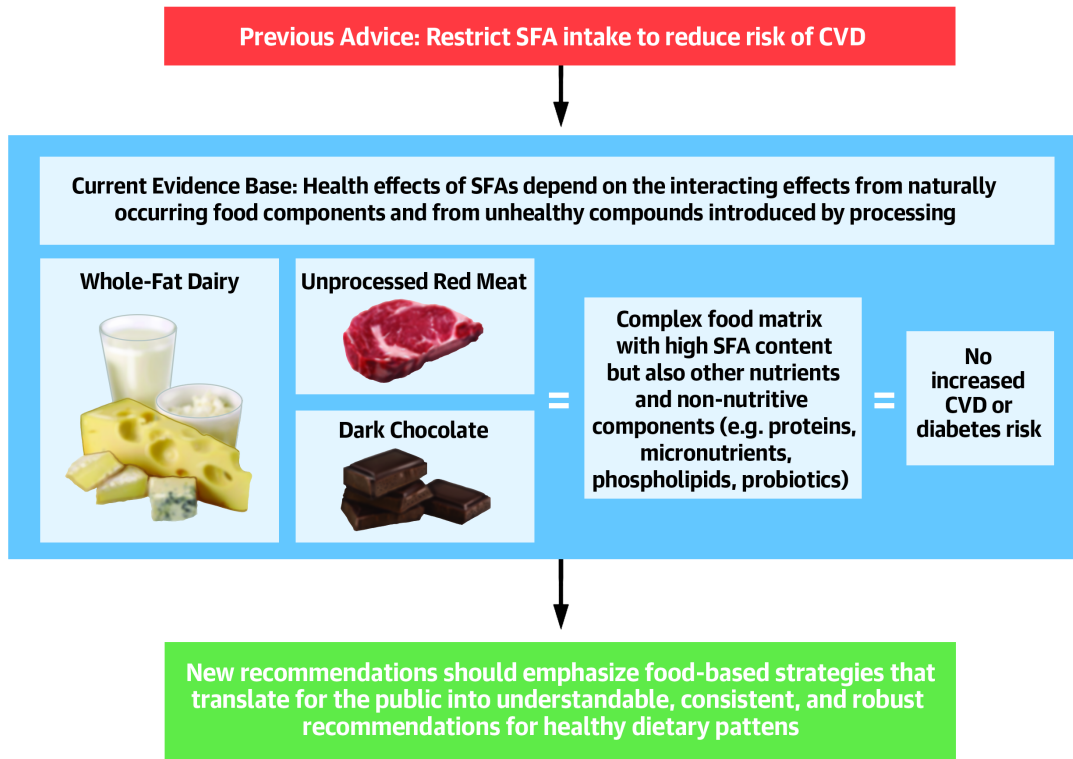 Previous Advice: Restrict SFA intake to reduce risk of CVD
Current Evidence Base: Health effects of SFAs depend on the interacting effects from naturally
occurring food components and from unhealthy compounds introduced by processing
Whole-Fat Dairy
Unprocessed Red Meat
Dark Chocolate
=
Complex food matrix
with high SFA content
but also other nutrients
and non-nutritive
components (e.g. proteins,
micronutrients,
phospholipids, probiotics)
=
No
increased
CVD or
diabetes risk
New recommendations should emphasize food-based strategies that
translate for the public into understandable, consistent, and robust
recommendations for healthy dietary pattens